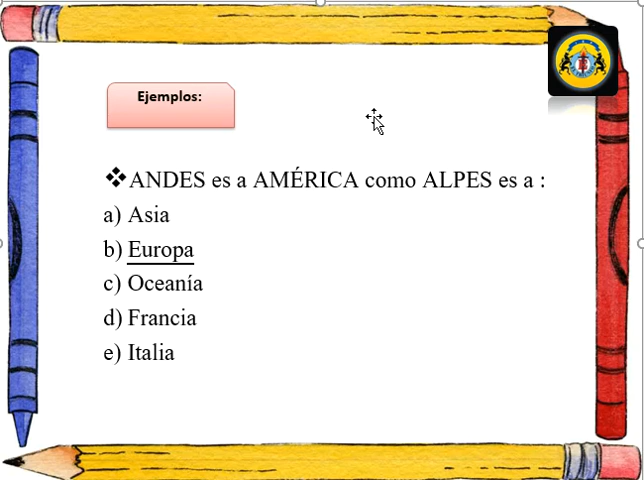 Ejemplos:
❖ANDES es a AMÉRICA como ALPES es a :
a) Asia
b) Europa
c) Oceanía
d) Francia
e) Italia